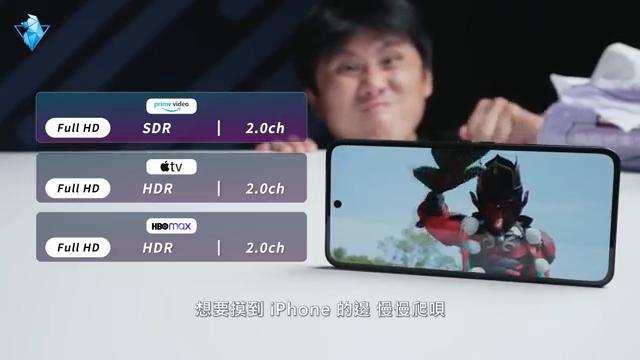 prime video
Full HD SDR | 2.0ch
tv
Full HD HDR | 2.0ch
HBO max
Full HD HDR | 2.0ch
想要摸到 iPhone 的邊 慢慢爬唄